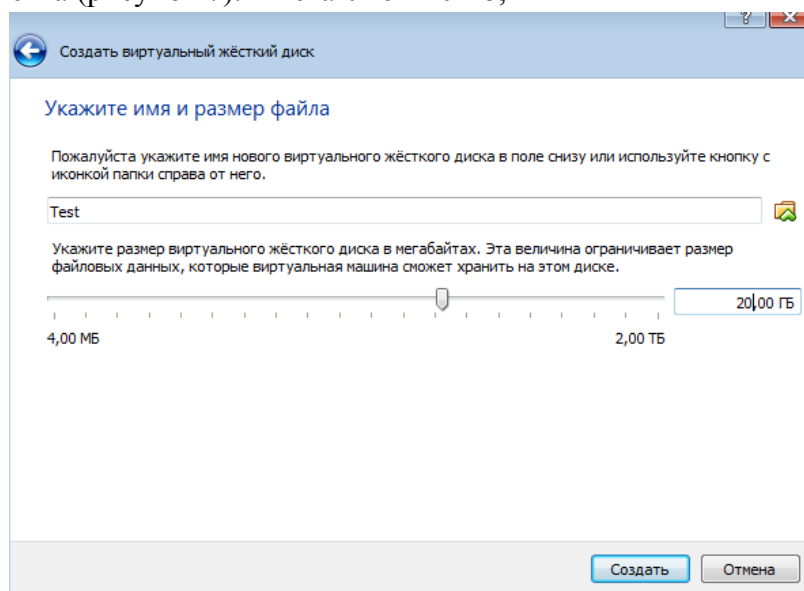 Создать виртуальный жёсткий диск
Укажите имя и размер файла
Пожалуйста укажите имя нового виртуального жёсткого диска в поле снизу или используйте кнопку с
иконкой папки справа от него.
Test
Укажите размер виртуального жёсткого диска в мегабайтах. Эта величина ограничивает размер
файловых данных, которые виртуальная машина сможет хранить на этом диске.
20,00 ГБ
4,00 МБ 2,00 ТБ
Создать Отмена